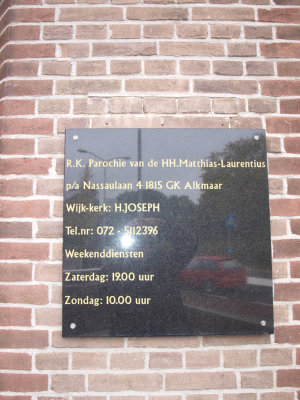 R.K. Parochie van de HH.Matthias-Laurentius
p/a Nassaulaan 4 1815 GK Alkmaar
Wijk-kerk: H.JOSEPH
Tel.nr: 072 - 5112396
Weekenddiensten
Zaterdag: 19.00 uur
Zondag: 10.00 uur